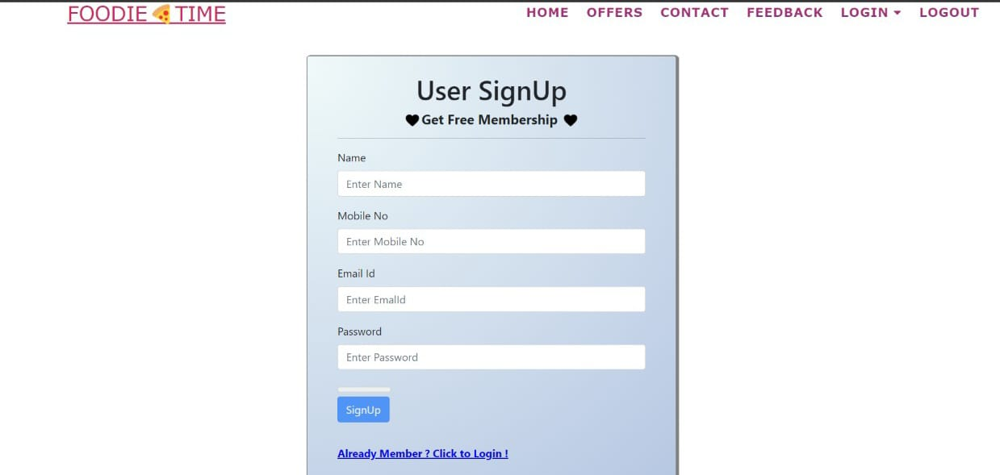 FOODIE🍕TIME
HOME OFFERS CONTACT FEEDBACK LOGIN LOGOUT
User SignUp
🖤Get Free Membership 🖤
Name
Enter Name
Mobile No
Enter Mobile No
Email Id
Enter EmalId
Password
Enter Password
SignUp
Already Member ? Click to Login !